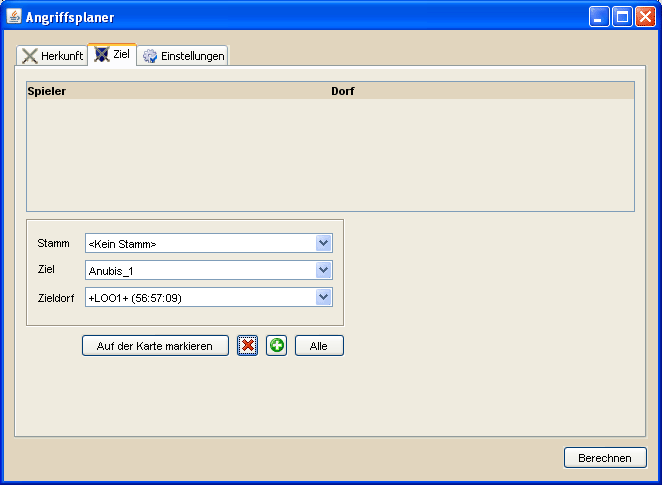 Angriffsplaner
Herkunft Ziel Einstellungen
Spieler Dorf
Stamm <Kein Stamm>
Ziel Anubis_1
Zieldorf +LOO1+ (56:57:09)
Auf der Karte markieren Alle
Berechnen